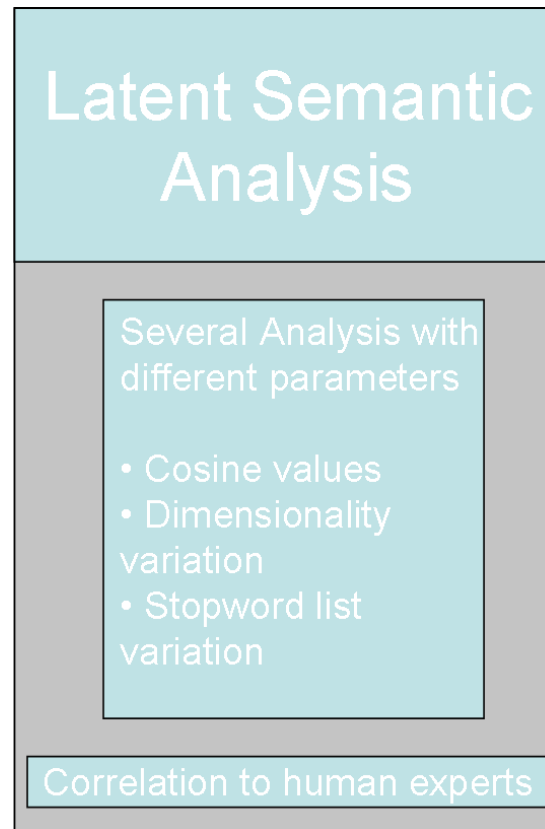 Latent Semantic
Analysis
Several Analysis with
different parameters
• Cosine values
• Dimensionality
variation
• Stopword list
variation
Correlation to human experts